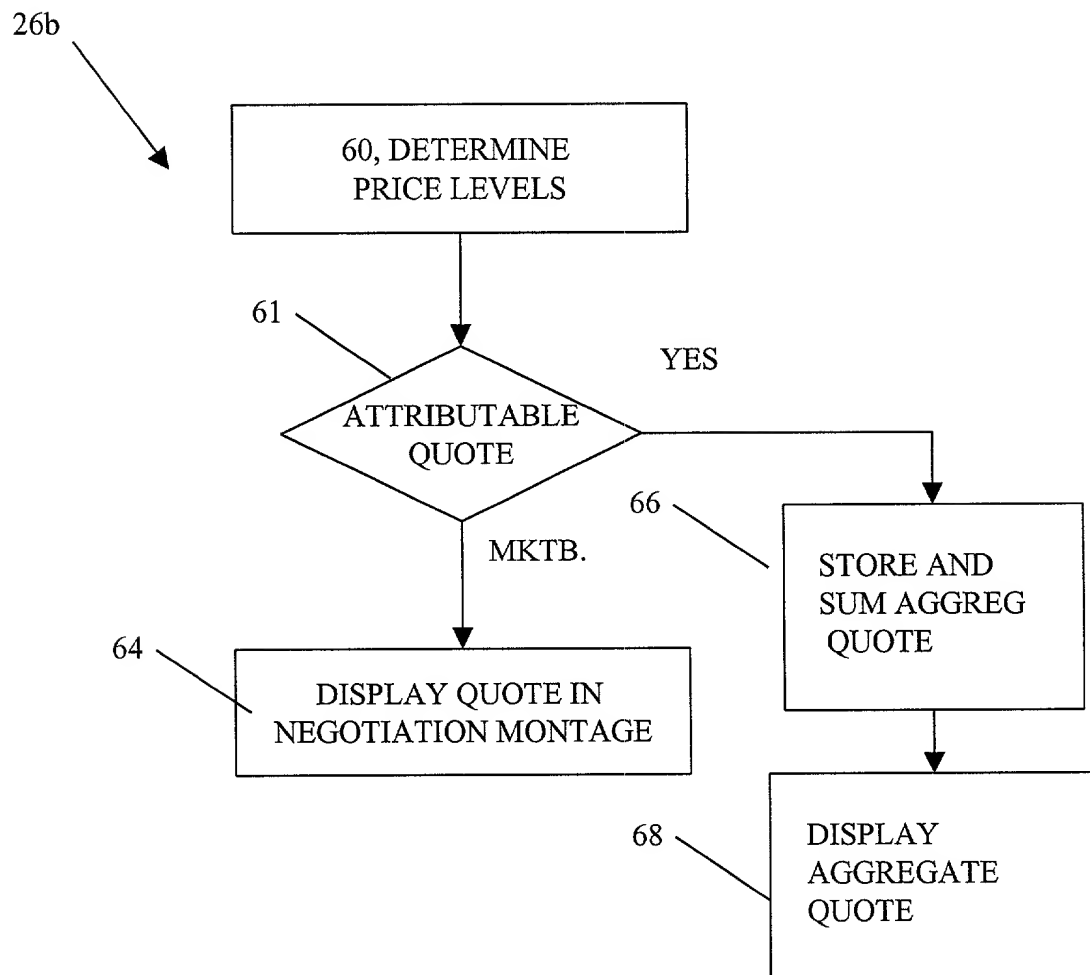 26b
60, DETERMINE
PRICE LEVELS
61
YES
ATTRIBUTABLE
QUOTE
66
MKTB.
STORE AND
SUM AGGREG
QUOTE
64
DISPLAY QUOTE IN
NEGOTIATION MONTAGE
68
DISPLAY
AGGREGATE
QUOTE